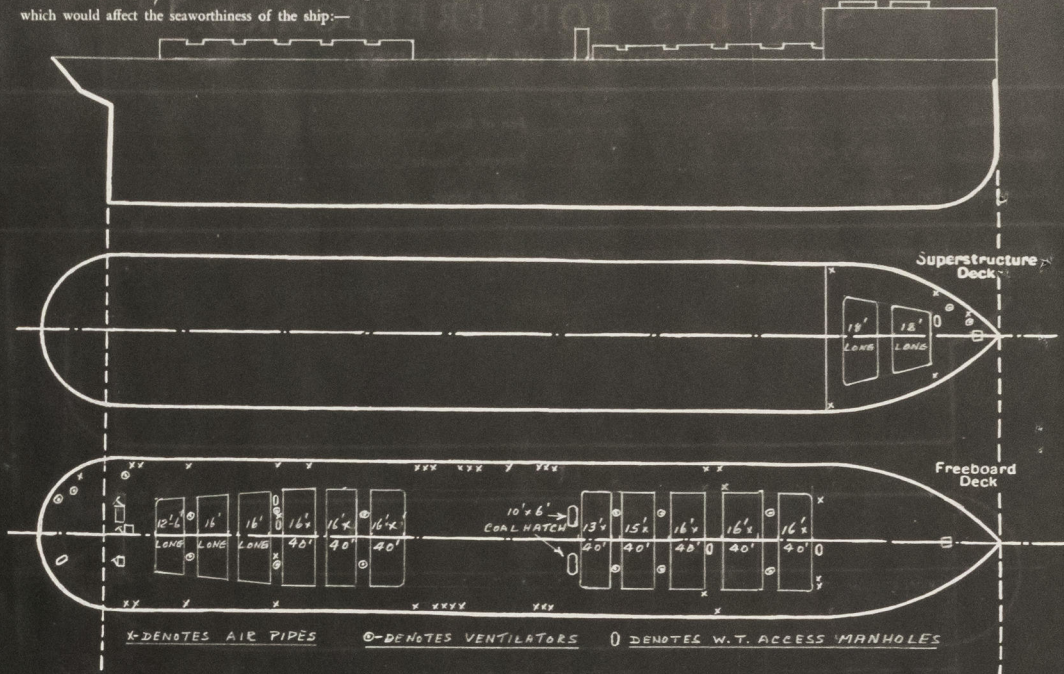 which would affect the seaworthiness of the ship:—
Superstructure
Deck
18' 18'
LONG LONG
Freeboard
Deck
10' x 6'
COAL HATCH
12'-6" 16' 16' 16'x 16'x 16'x 13'x 15'x 16'x 16'x 16'x
LONG LONG LONG 40' 40' 40' 40' 40' 40' 40' 40'
X-DENOTES AIR PIPES ⊙-DENOTES VENTILATORS 0 DENOTES W.T. ACCESS MANHOLES